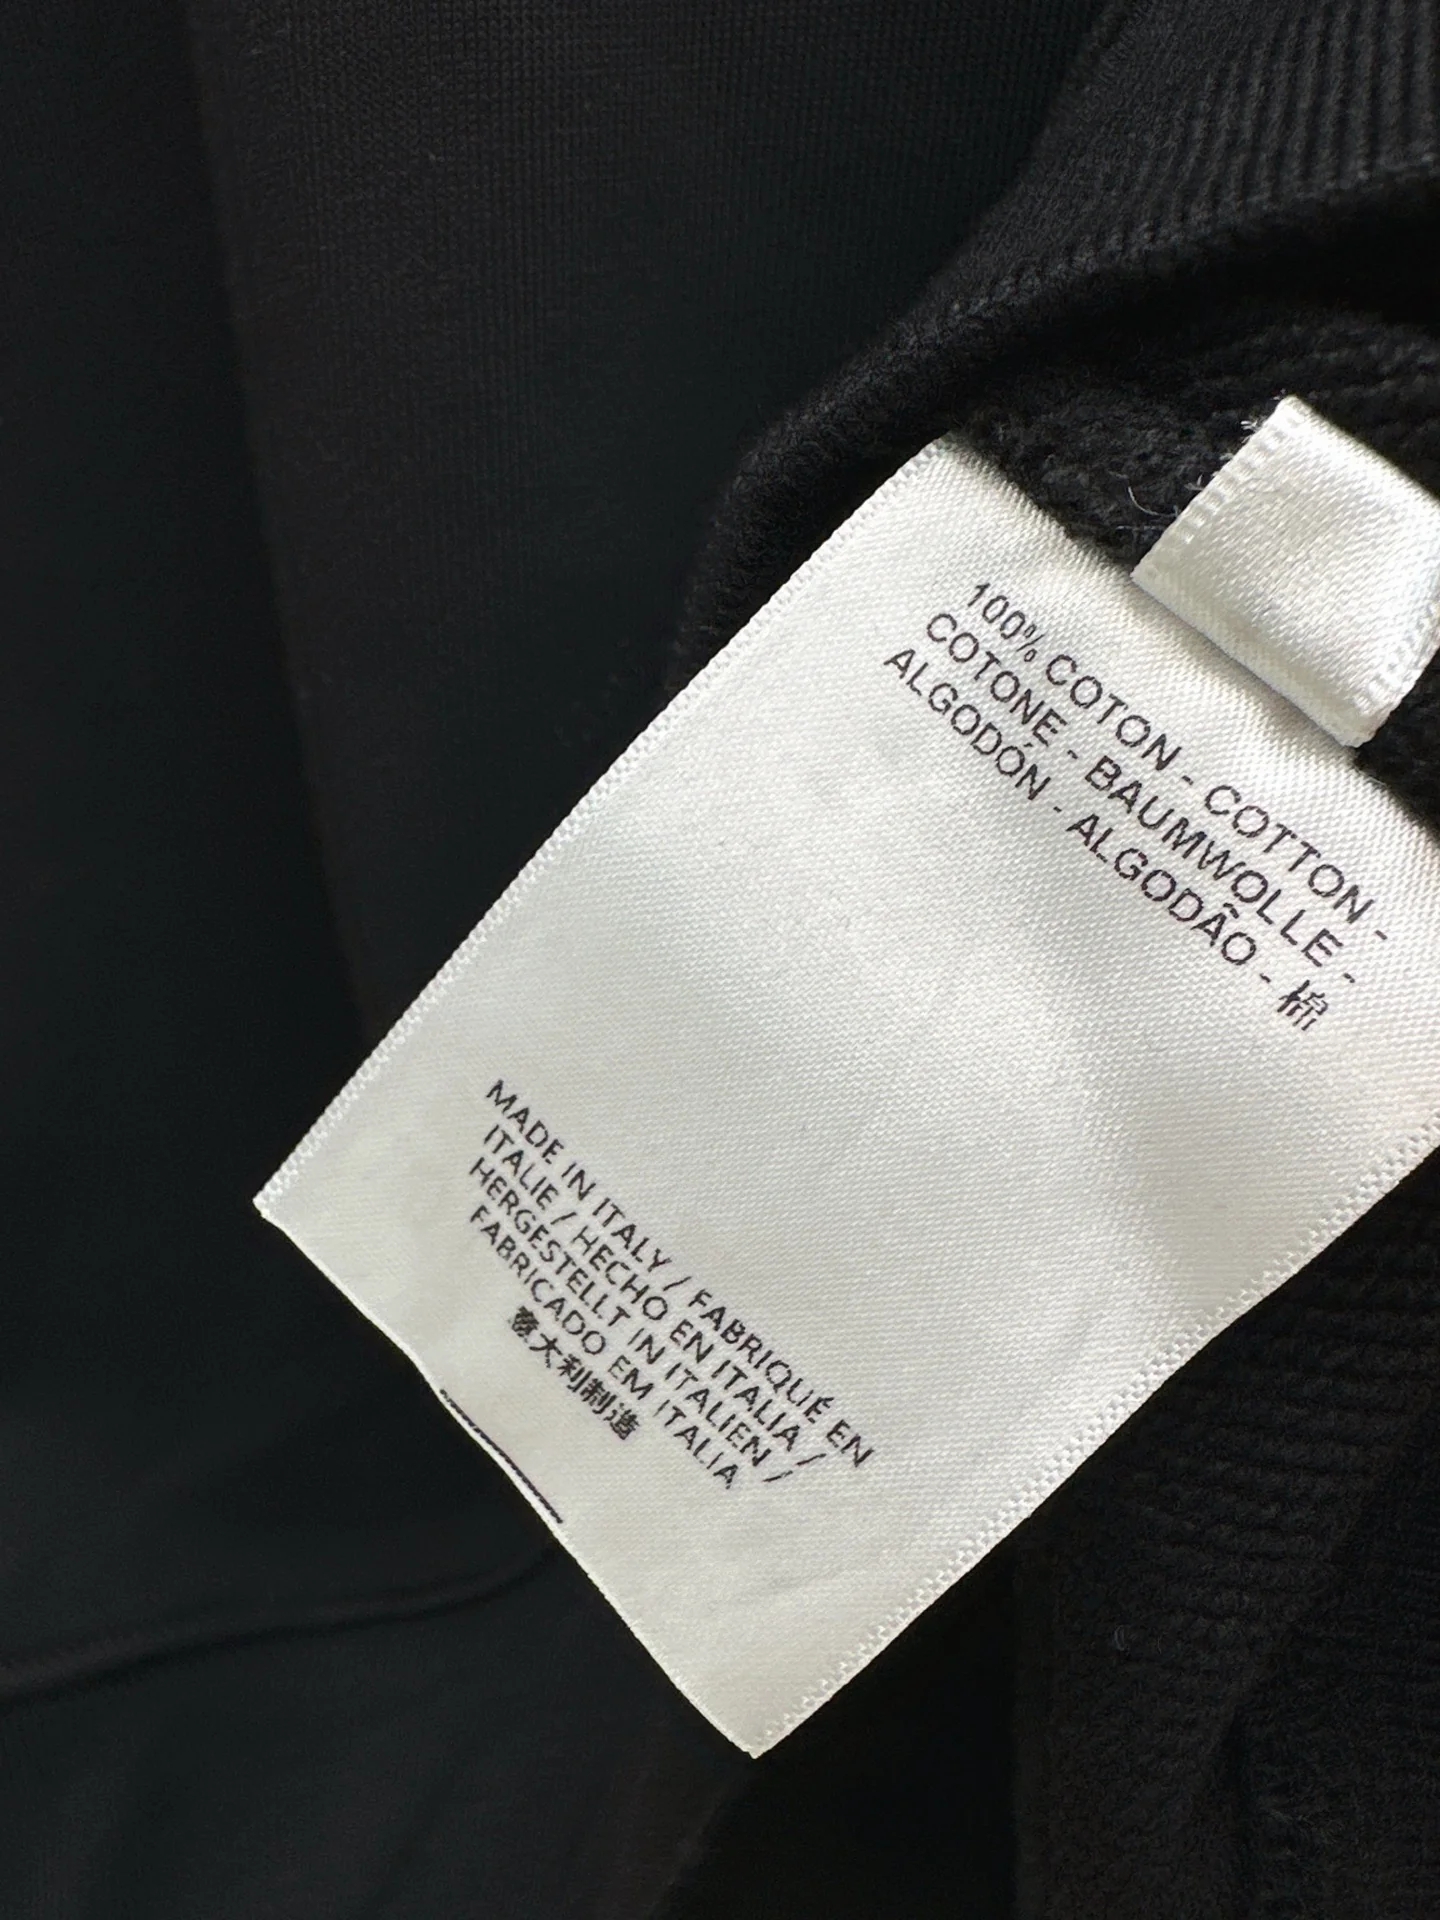 100% COTON - COTTON -
COTONE - BAUMWOLLE -
ALGODÓN - ALGODÃO - 棉
MADE IN ITALY / FABRIQUÉ EN
ITALIE / HECHO EN ITALIA /
HERGESTELLT IN ITALIEN /
FABRICADO EM ITALIA
意大利制造